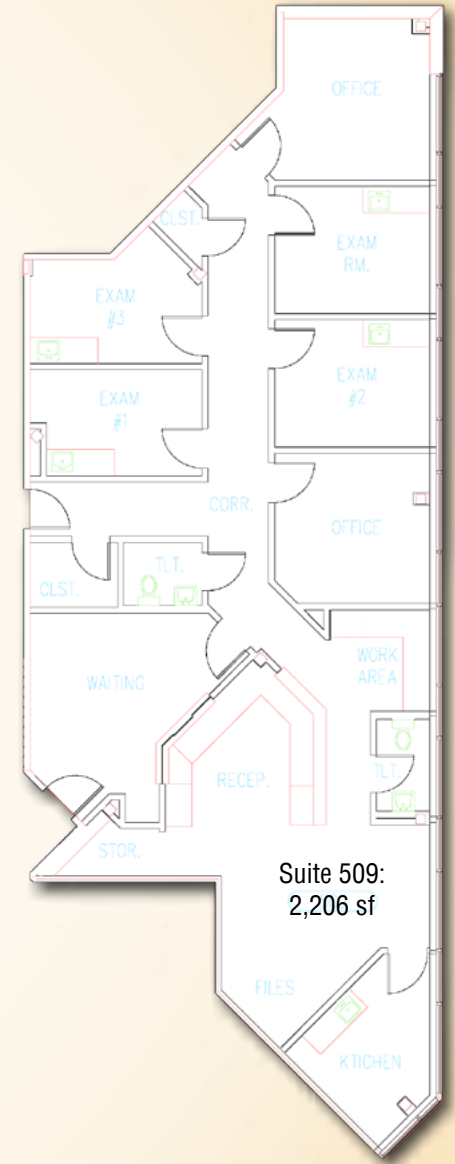 OFFICE
CLST.
EXAM
RM.
EXAM
#3
EXAM
#2
EXAM
#1
CORR.
OFFICE
TLT.
CLST.
WORK
AREA
WAITING
TLT.
RECEP.
STOR.
Suite 509:
2,206 sf
FILES
KTICHEN